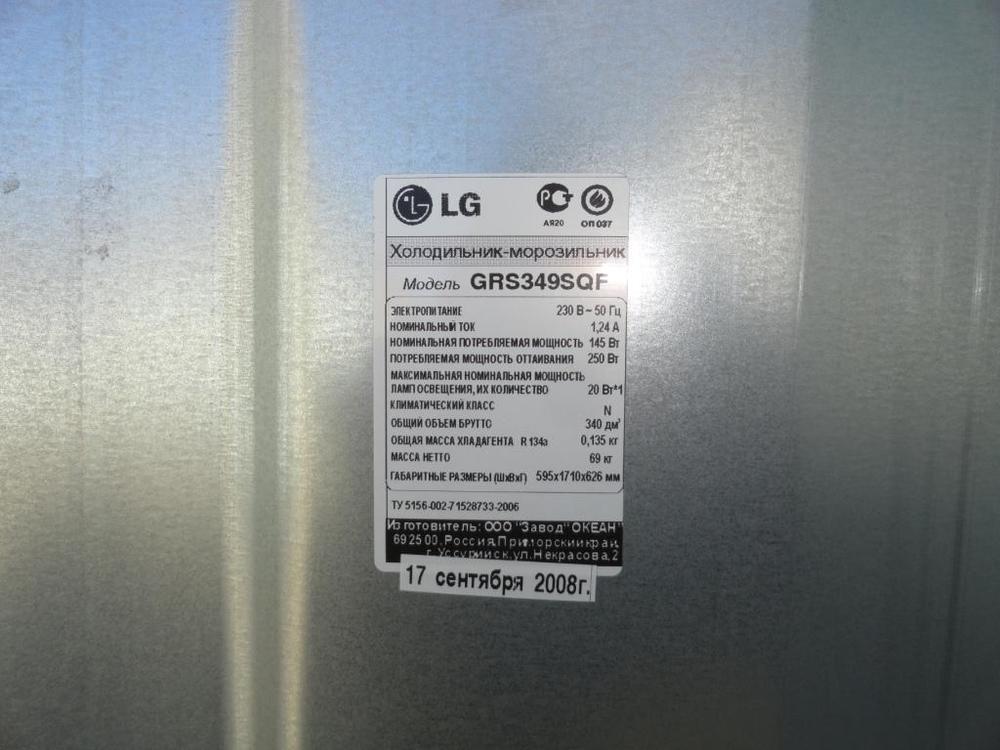 LG
РСТ
АЯ20 ОП 037
Холодильник-морозильник
Модель GRS349SQF
ЭЛЕКТРОПИТАНИЕ 230 В ~ 50 Гц
НОМИНАЛЬНЫЙ ТОК 1,24 А
НОМИНАЛЬНАЯ ПОТРЕБЛЯЕМАЯ МОЩНОСТЬ 145 Вт
ПОТРЕБЛЯЕМАЯ МОЩНОСТЬ ОТТАИВАНИЯ 250 Вт
МАКСИМАЛЬНАЯ НОМИНАЛЬНАЯ МОЩНОСТЬ
ЛАМП ОСВЕЩЕНИЯ, ИХ КОЛИЧЕСТВО 20 Вт*1
КЛИМАТИЧЕСКИЙ КЛАСС N
ОБЩИЙ ОБЪЕМ БРУТТО 340 дм³
ОБЩАЯ МАССА ХЛАДАГЕНТА R 134a 0,135 кг
МАССА НЕТТО 69 кг
ГАБАРИТНЫЕ РАЗМЕРЫ (ШхВхГ) 595х1710х626 мм
ТУ 5156-002-71528733-2006
Изготовитель: ООО "Завод "ОКЕАН"
692500. Россия, Приморский край,
г. Уссурийск, ул. Некрасова, 2
17 сентября 2008г.